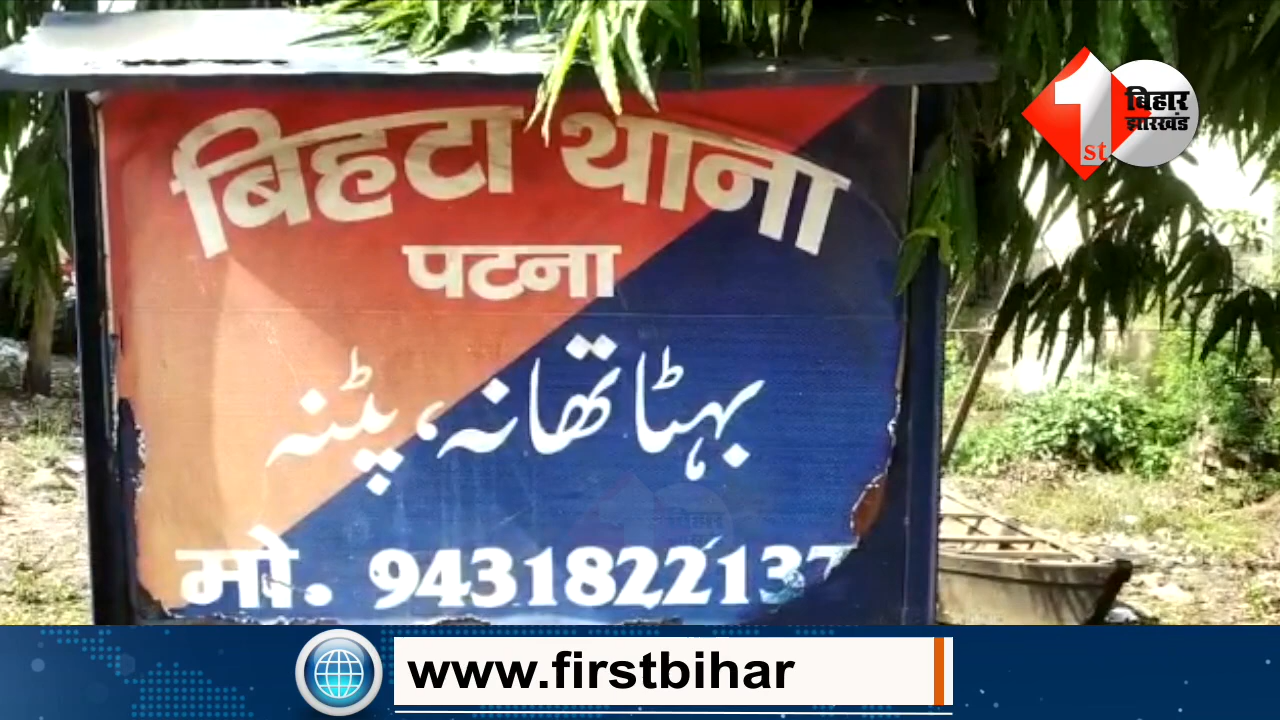 बिहटा थाना
पटना
بہٹا تھانہ، پٹنہ
मो. 9431822137
1st
बिहार
झारखंड
www.firstbihar